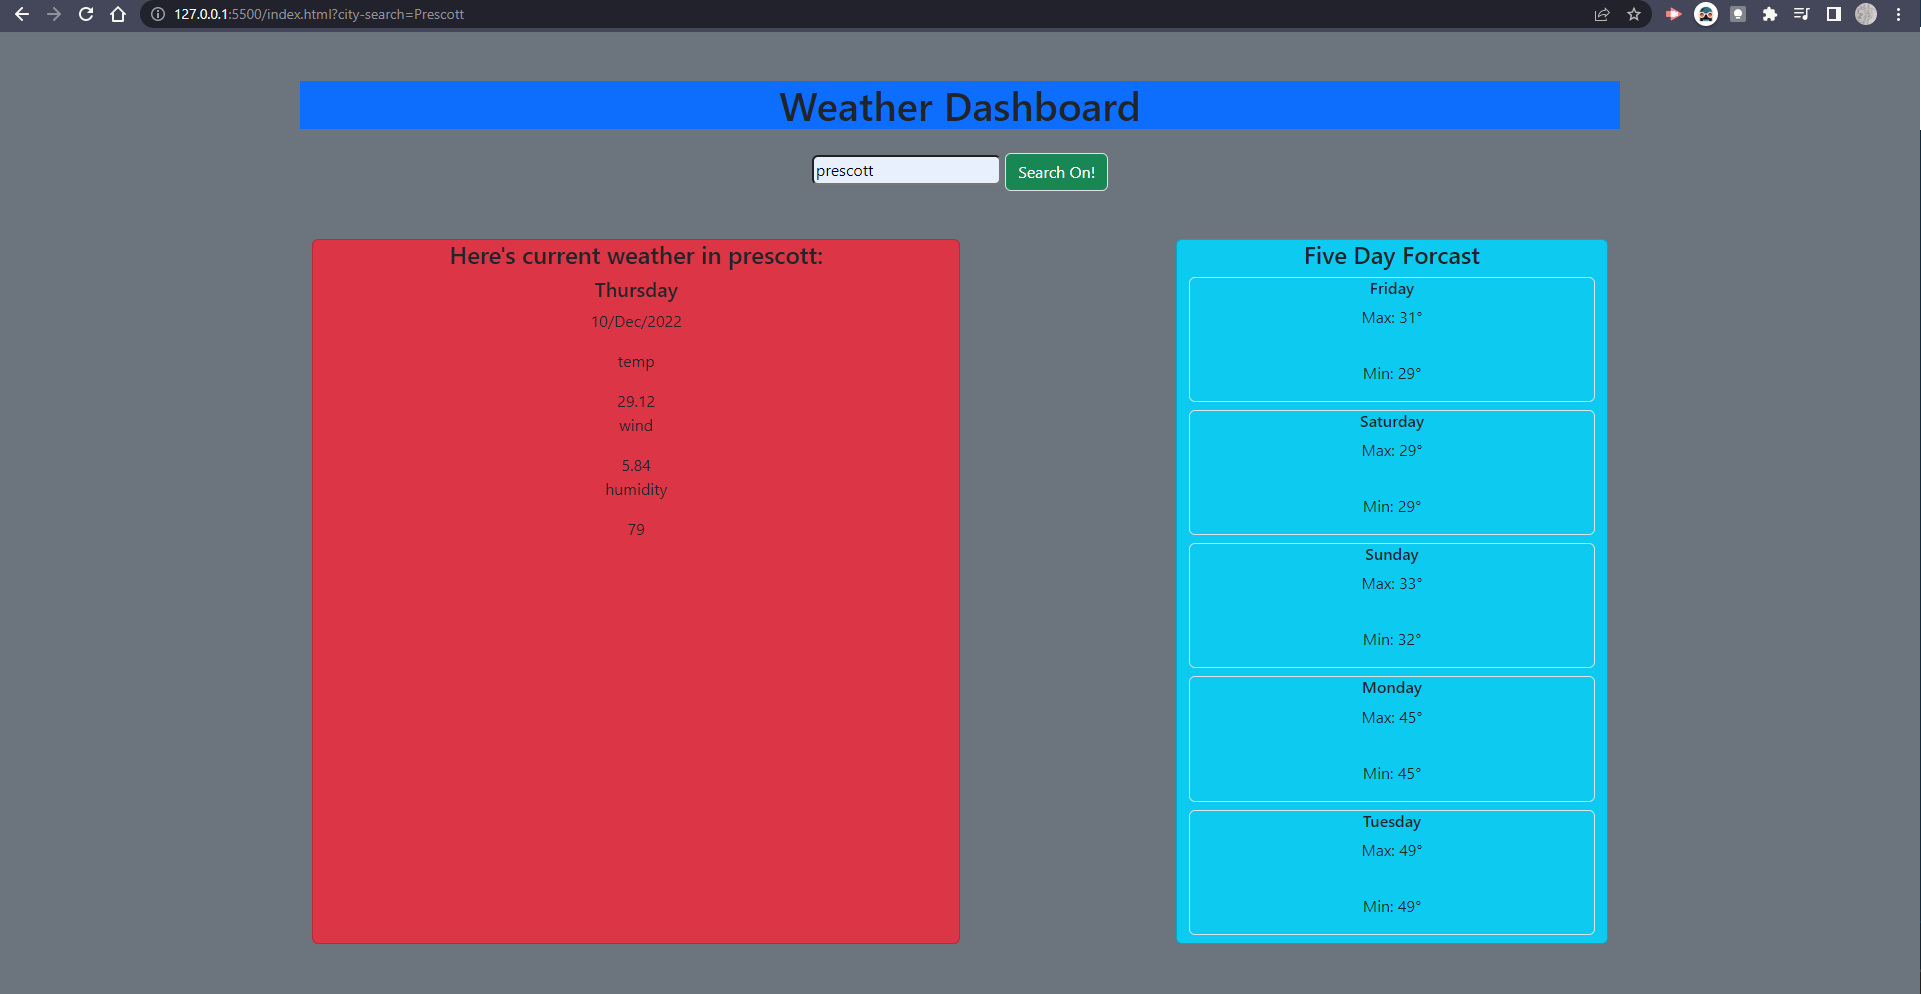 127.0.0.1:5500/index.html?city-search=Prescott
Weather Dashboard
prescott
Search On!
Here's current weather in prescott:
Thursday
10/Dec/2022
temp
29.12
wind
5.84
humidity
79
Five Day Forcast
Friday
Max: 31°
Min: 29°
Saturday
Max: 29°
Min: 29°
Sunday
Max: 33°
Min: 32°
Monday
Max: 45°
Min: 45°
Tuesday
Max: 49°
Min: 49°